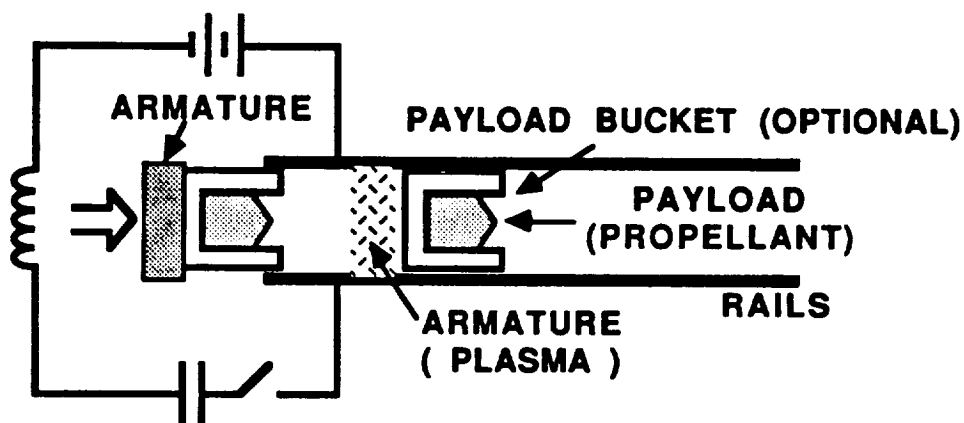 ARMATURE
PAYLOAD BUCKET (OPTIONAL)
PAYLOAD
(PROPELLANT)
RAILS
ARMATURE
( PLASMA )